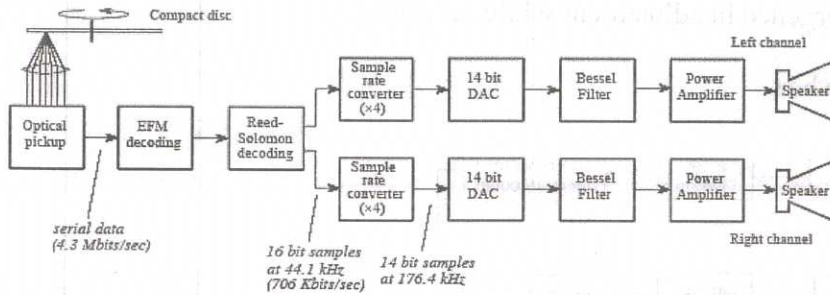 Compact disc
Optical
pickup
EFM
decoding
Reed-
Solomon
decoding
serial data
(4.3 Mbits/sec)
Left channel
Sample
rate
converter
(×4)
14 bit
DAC
Bessel
Filter
Power
Amplifier
Speaker
Sample
rate
converter
(×4)
14 bit
DAC
Bessel
Filter
Power
Amplifier
Speaker
Right channel
16 bit samples
at 44.1 kHz
(706 Kbits/sec)
14 bit samples
at 176.4 kHz